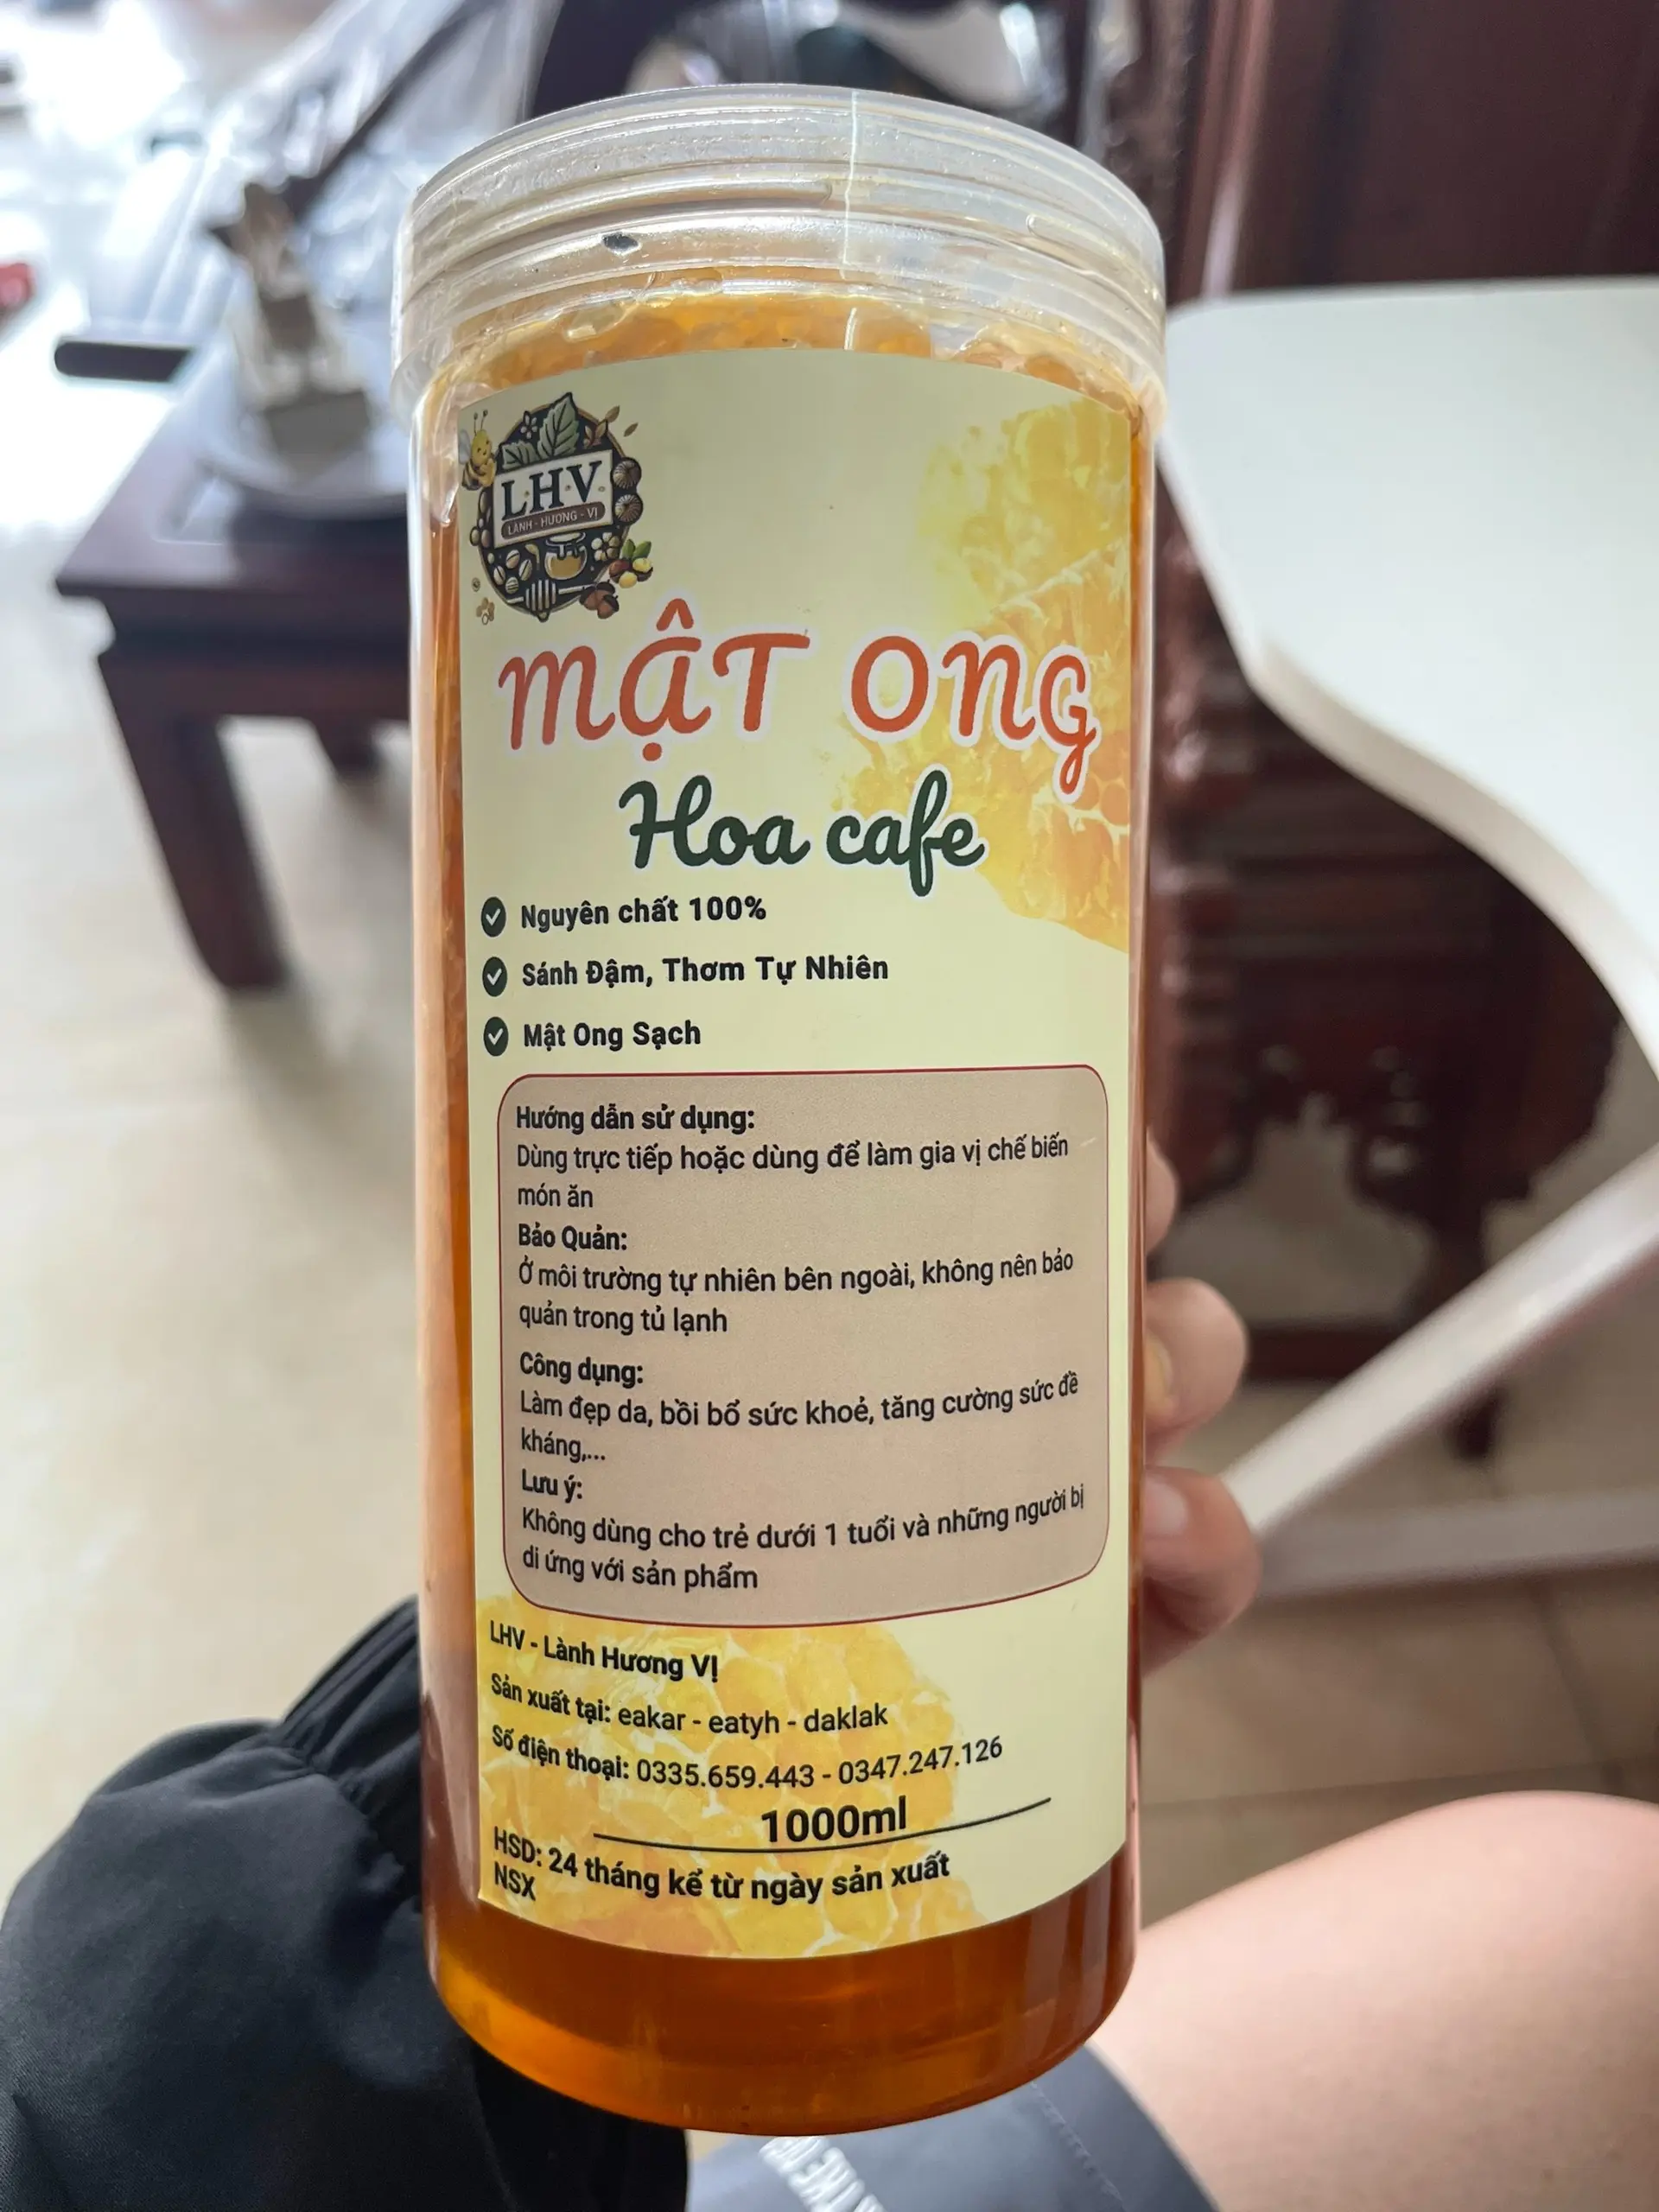 LHV
LÀNH - HƯƠNG - VỊ
MẬT ONG
Hoa cafe
Nguyên chất 100%
Sánh Đậm, Thơm Tự Nhiên
Mật Ong Sạch
Hướng dẫn sử dụng:
Dùng trực tiếp hoặc dùng để làm gia vị chế biến
món ăn
Bảo Quản:
Ở môi trường tự nhiên bên ngoài, không nên bảo
quản trong tủ lạnh
Công dụng:
Làm đẹp da, bồi bổ sức khoẻ, tăng cường sức đề
kháng,...
Lưu ý:
Không dùng cho trẻ dưới 1 tuổi và những người bị
di ứng với sản phẩm
LHV - Lành Hương Vị
Sản xuất tại: eakar - eatyh - daklak
Số điện thoại: 0335.659.443 - 0347.247.126
1000ml
HSD: 24 tháng kể từ ngày sản xuất
NSX